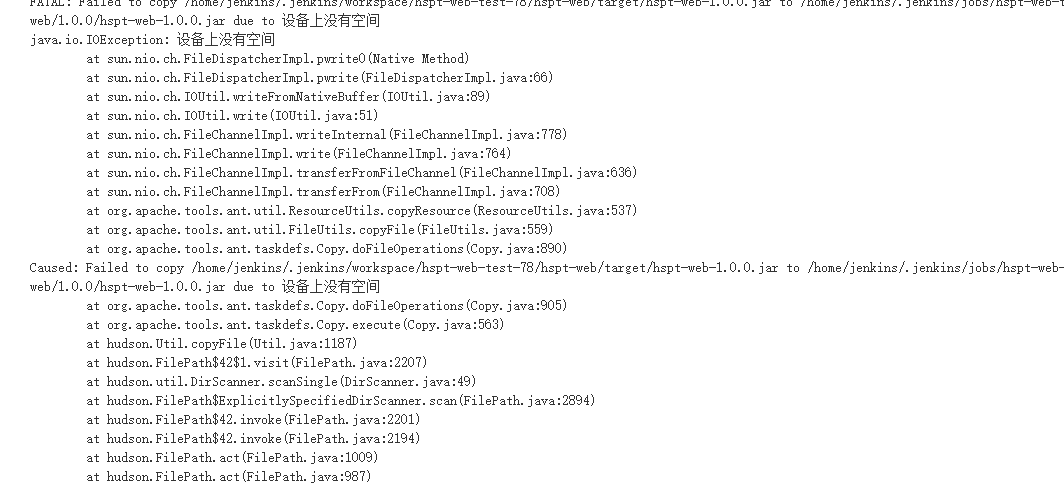 FATAL: Failed to copy /home/jenkins/.jenkins/workspace/hspt-web-test-78/hspt-web/target/hspt-web-1.0.0.jar to /home/jenkins/.jenkins/jobs/hspt-web-t
web/1.0.0/hspt-web-1.0.0.jar due to 设备上没有空间
java.io.IOException: 设备上没有空间
at sun.nio.ch.FileDispatcherImpl.pwrite0(Native Method)
at sun.nio.ch.FileDispatcherImpl.pwrite(FileDispatcherImpl.java:66)
at sun.nio.ch.IOUtil.writeFromNativeBuffer(IOUtil.java:89)
at sun.nio.ch.IOUtil.write(IOUtil.java:51)
at sun.nio.ch.FileChannelImpl.writeInternal(FileChannelImpl.java:778)
at sun.nio.ch.FileChannelImpl.write(FileChannelImpl.java:764)
at sun.nio.ch.FileChannelImpl.transferFromFileChannel(FileChannelImpl.java:636)
at sun.nio.ch.FileChannelImpl.transferFrom(FileChannelImpl.java:708)
at org.apache.tools.ant.util.ResourceUtils.copyResource(ResourceUtils.java:537)
at org.apache.tools.ant.util.FileUtils.copyFile(FileUtils.java:559)
at org.apache.tools.ant.taskdefs.Copy.doFileOperations(Copy.java:890)
Caused: Failed to copy /home/jenkins/.jenkins/workspace/hspt-web-test-78/hspt-web/target/hspt-web-1.0.0.jar to /home/jenkins/.jenkins/jobs/hspt-web-
web/1.0.0/hspt-web-1.0.0.jar due to 设备上没有空间
at org.apache.tools.ant.taskdefs.Copy.doFileOperations(Copy.java:905)
at org.apache.tools.ant.taskdefs.Copy.execute(Copy.java:563)
at hudson.Util.copyFile(Util.java:1187)
at hudson.FilePath$42$1.visit(FilePath.java:2207)
at hudson.util.DirScanner.scanSingle(DirScanner.java:49)
at hudson.FilePath$ExplicitlySpecifiedDirScanner.scan(FilePath.java:2894)
at hudson.FilePath$42.invoke(FilePath.java:2201)
at hudson.FilePath$42.invoke(FilePath.java:2194)
at hudson.FilePath.act(FilePath.java:1009)
at hudson.FilePath.act(FilePath.java:987)